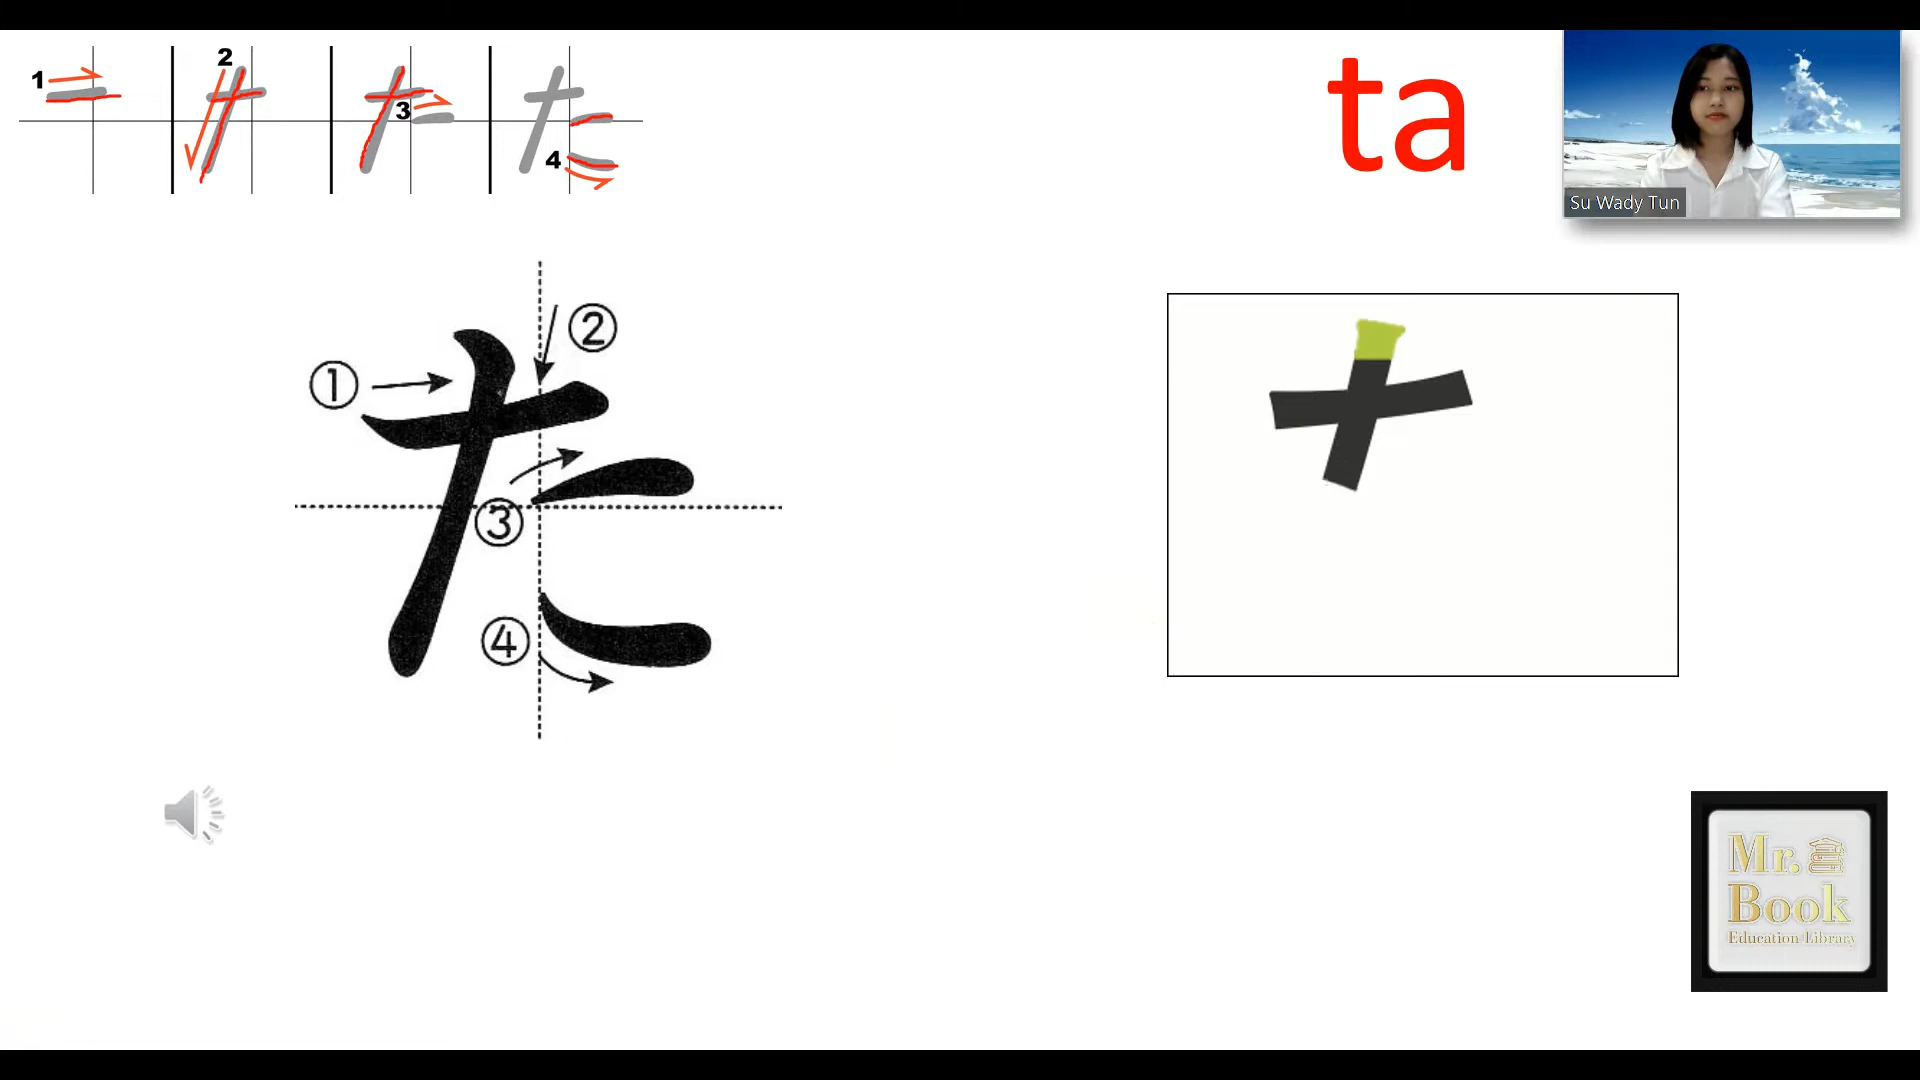 1
2
3
4
ta
Su Wady Tun
①
②
③
④
た
Mr.
Book
Education Library